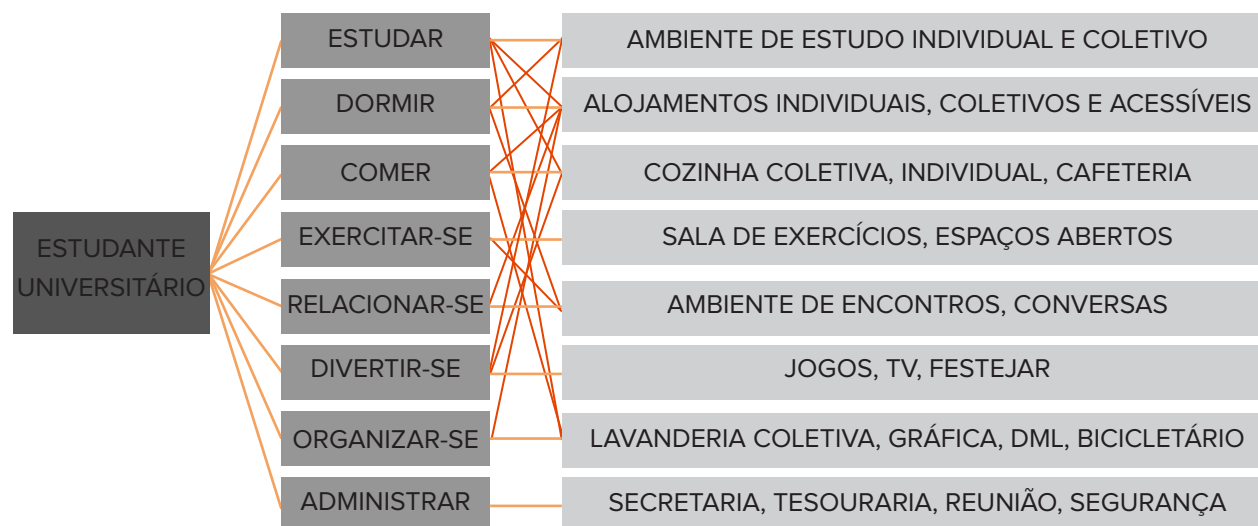 ESTUDANTE
UNIVERSITÁRIO
ESTUDAR
DORMIR
COMER
EXERCITAR-SE
RELACIONAR-SE
DIVERTIR-SE
ORGANIZAR-SE
ADMINISTRAR
AMBIENTE DE ESTUDO INDIVIDUAL E COLETIVO
ALOJAMENTOS INDIVIDUAIS, COLETIVOS E ACESSÍVEIS
COZINHA COLETIVA, INDIVIDUAL, CAFETERIA
SALA DE EXERCÍCIOS, ESPAÇOS ABERTOS
AMBIENTE DE ENCONTROS, CONVERSAS
JOGOS, TV, FESTEJAR
LAVANDERIA COLETIVA, GRÁFICA, DML, BICICLETÁRIO
SECRETARIA, TESOURARIA, REUNIÃO, SEGURANÇA